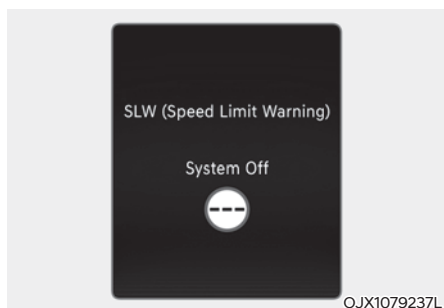 SLW (Speed Limit Warning)
System Off
---
OJX1079237L